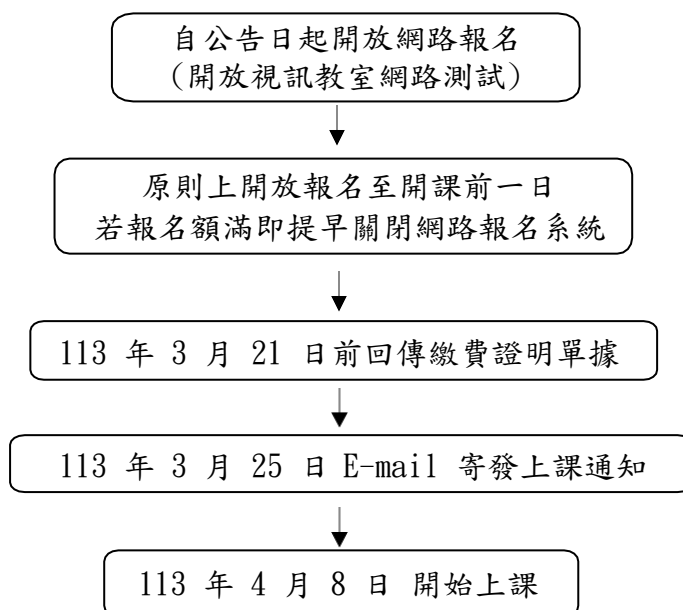 自公告日起開放網路報名
(開放視訊教室網路測試)
原則上開放報名至開課前一日
若報名額滿即提早關閉網路報名系統
113 年 3 月 21 日前回傳繳費證明單據
113 年 3 月 25 日 E-mail 寄發上課通知
113 年 4 月 8 日 開始上課